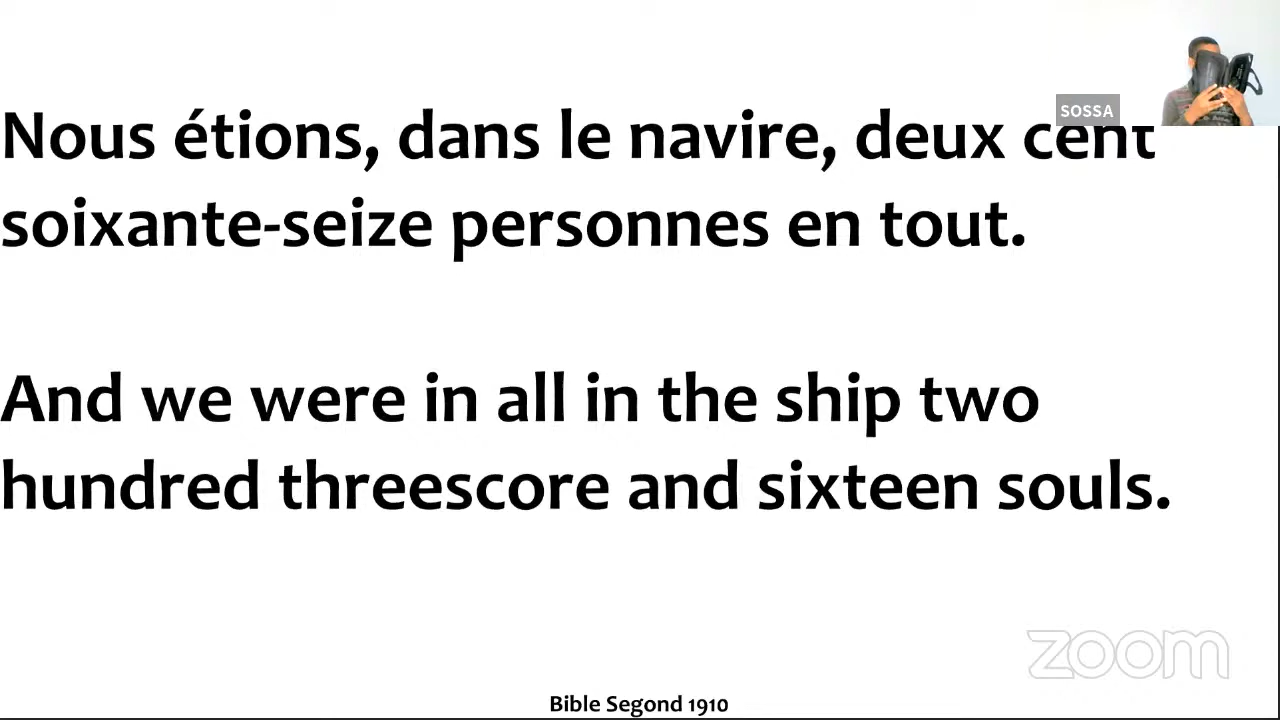 SOSSA
Nous étions, dans le navire, deux cent
soixante-seize personnes en tout.
And we were in all in the ship two
hundred threescore and sixteen souls.
zoom
Bible Segond 1910